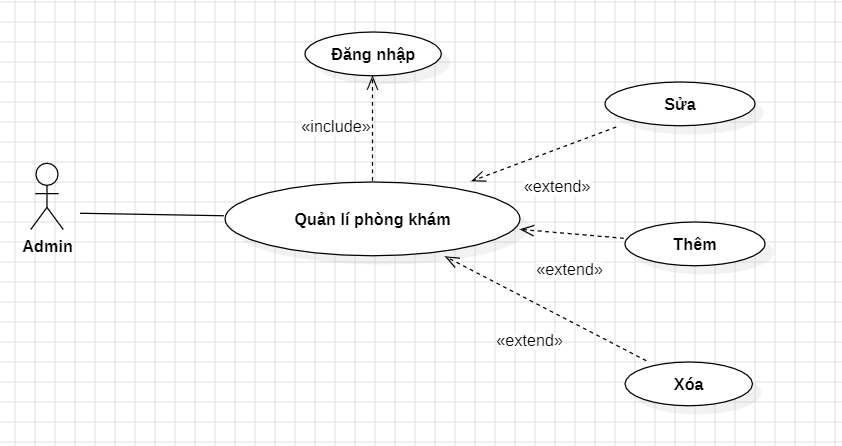 Đăng nhập
Sửa
«include»
«extend»
Quản lí phòng khám
Admin
Thêm
«extend»
«extend»
Xóa